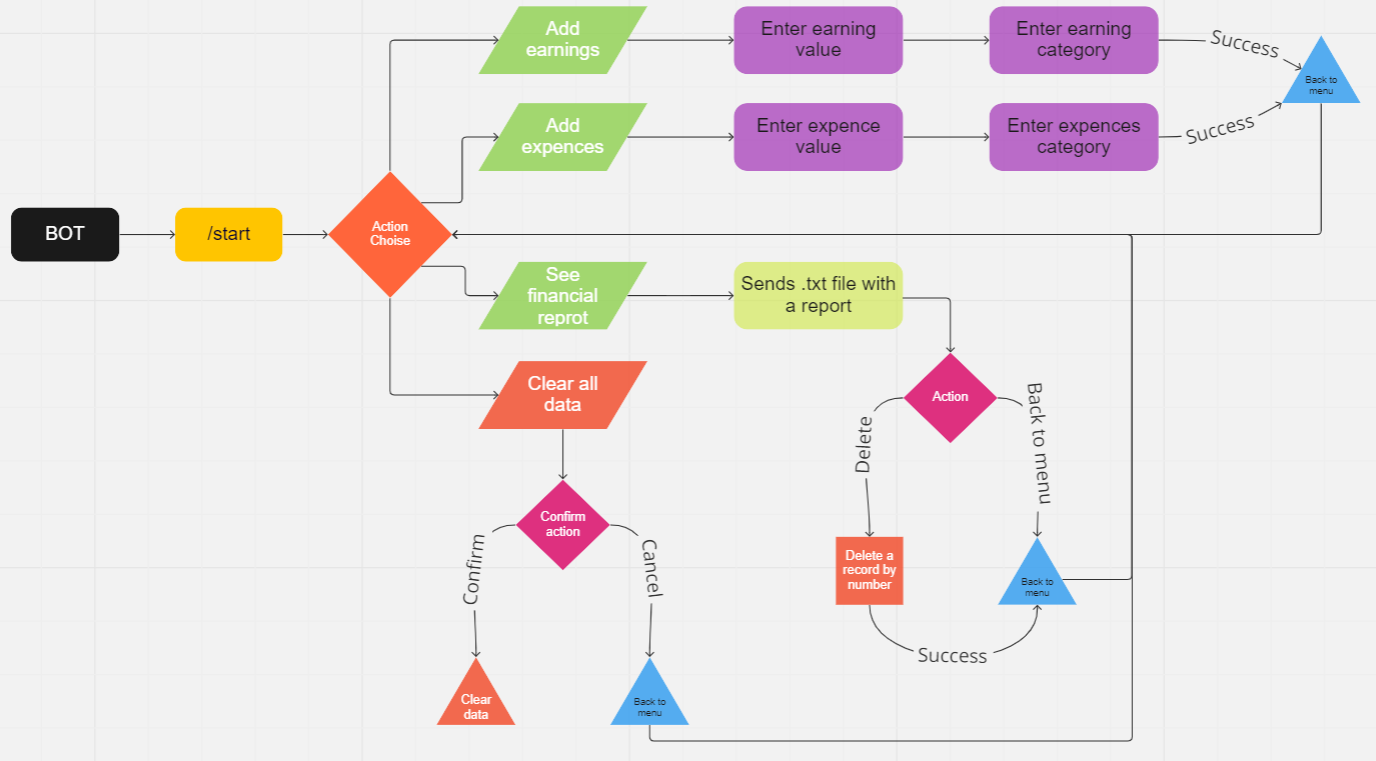 Add
earnings
Enter earning
value
Enter earning
category
Success
Back to
menu
Add
expences
Enter expence
value
Enter expences
category
Success
BOT
/start
Action
Choise
See
financial
reprot
Sends .txt file with
a report
Clear all
data
Action
Delete
Back to menu
Confirm
action
Confirm
Cancel
Delete a
record by
number
Back to
menu
Success
Clear
data
Back to
menu